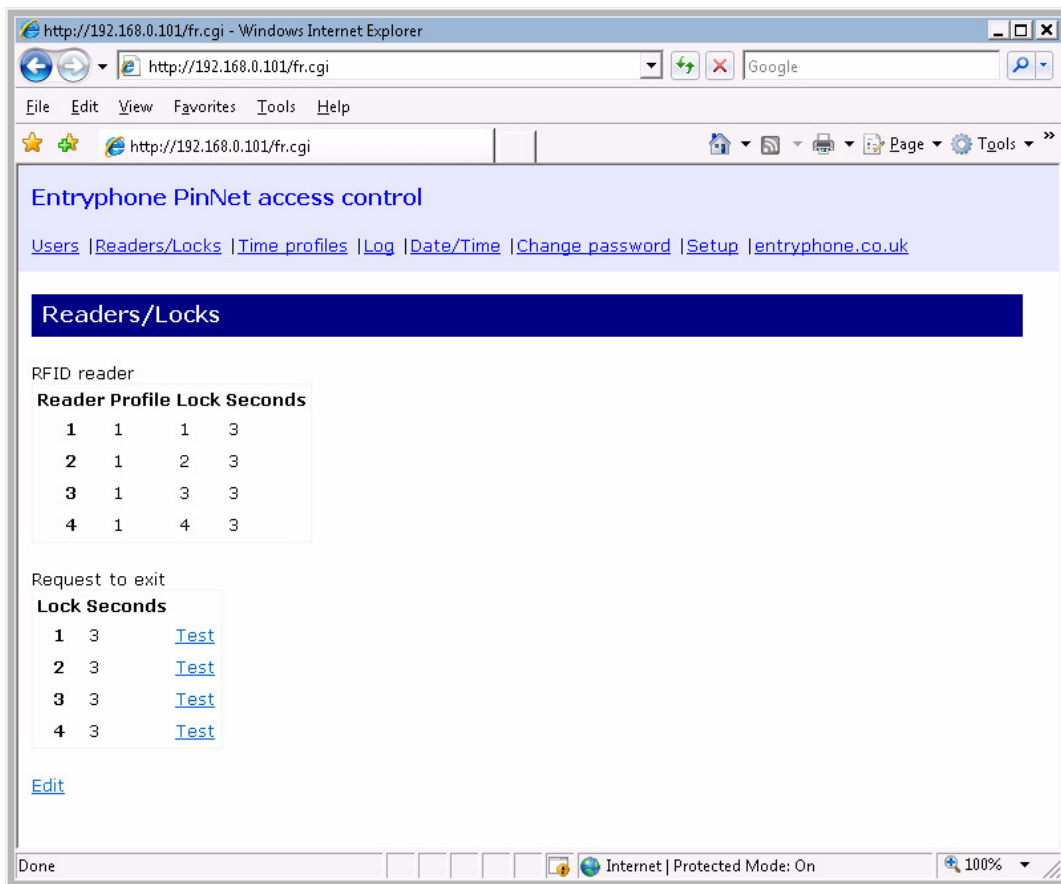 http://192.168.0.101/fr.cgi - Windows Internet Explorer
http://192.168.0.101/fr.cgi
Google
File Edit View Favorites Tools Help
http://192.168.0.101/fr.cgi
Page Tools »
Entryphone PinNet access control
Users |Readers/Locks |Time profiles |Log |Date/Time |Change password |Setup |entryphone.co.uk
Readers/Locks
RFID reader
Reader Profile Lock Seconds
1 1 1 3
2 1 2 3
3 1 3 3
4 1 4 3
Request to exit
Lock Seconds
1 3 Test
2 3 Test
3 3 Test
4 3 Test
Edit
Done Internet | Protected Mode: On 100%